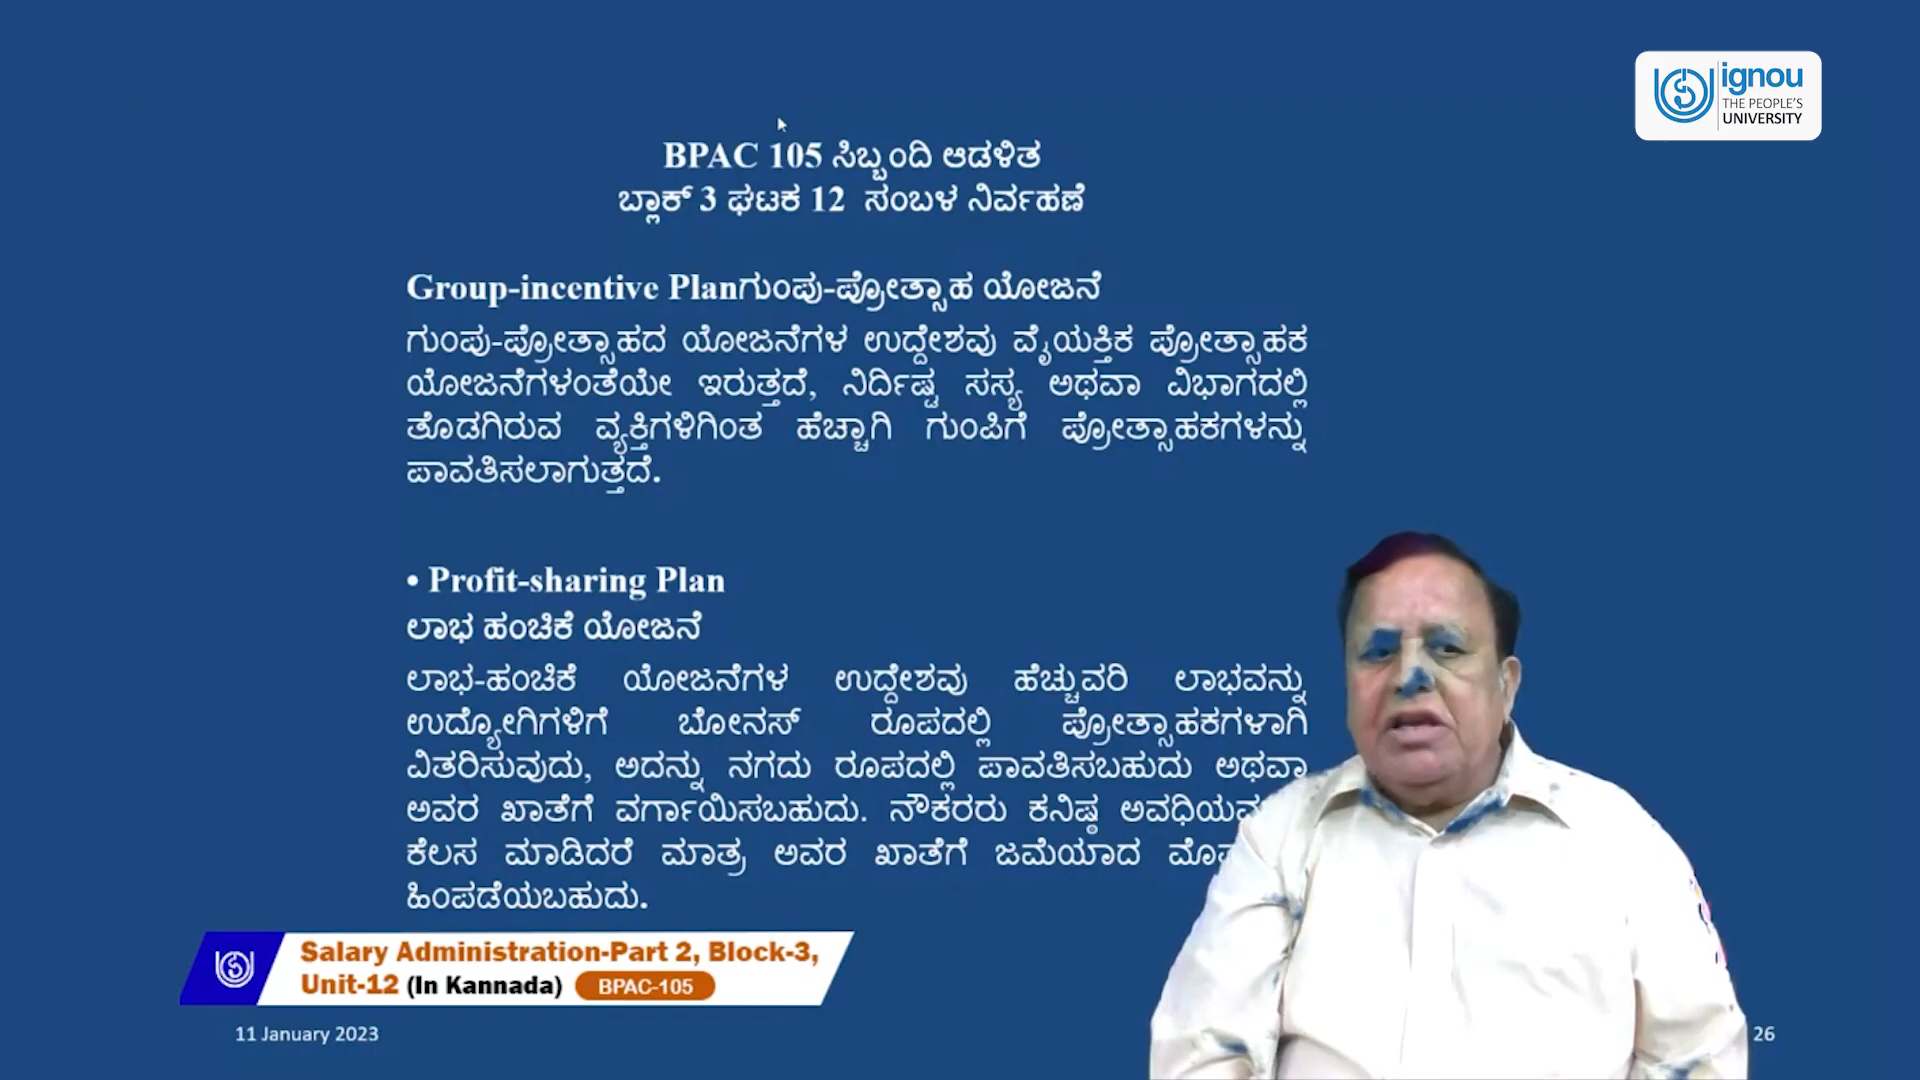 ignou
THE PEOPLE'S
UNIVERSITY
BPAC 105 ಸಿಬ್ಬಂದಿ ಆಡಳಿತ
ಬ್ಲಾಕ್ 3 ಘಟಕ 12 ಸಂಬಳ ನಿರ್ವಹಣೆ
Group-incentive Planಗುಂಪು-ಪ್ರೋತ್ಸಾಹ ಯೋಜನೆ
ಗುಂಪು-ಪ್ರೋತ್ಸಾಹದ ಯೋಜನೆಗಳ ಉದ್ದೇಶವು ವೈಯಕ್ತಿಕ ಪ್ರೋತ್ಸಾಹಕ
ಯೋಜನೆಗಳಂತೆಯೇ ಇರುತ್ತದೆ, ನಿರ್ದಿಷ್ಟ ಸಸ್ಯ ಅಥವಾ ವಿಭಾಗದಲ್ಲಿ
ತೊಡಗಿರುವ ವ್ಯಕ್ತಿಗಳಿಗಿಂತ ಹೆಚ್ಚಾಗಿ ಗುಂಪಿಗೆ ಪ್ರೋತ್ಸಾಹಕಗಳನ್ನು
ಪಾವತಿಸಲಾಗುತ್ತದೆ.
• Profit-sharing Plan
ಲಾಭ ಹಂಚಿಕೆ ಯೋಜನೆ
ಲಾಭ-ಹಂಚಿಕೆ ಯೋಜನೆಗಳ ಉದ್ದೇಶವು ಹೆಚ್ಚುವರಿ ಲಾಭವನ್ನು
ಉದ್ಯೋಗಿಗಳಿಗೆ ಬೋನಸ್ ರೂಪದಲ್ಲಿ ಪ್ರೋತ್ಸಾಹಕಗಳಾಗಿ
ವಿತರಿಸುವುದು, ಅದನ್ನು ನಗದು ರೂಪದಲ್ಲಿ ಪಾವತಿಸಬಹುದು ಅಥವಾ
ಅವರ ಖಾತೆಗೆ ವರ್ಗಾಯಿಸಬಹುದು. ನೌಕರರು ಕನಿಷ್ಠ
ಕೆಲಸ ಮಾಡಿದರೆ ಮಾತ್ರ ಅವರ ಖಾತೆಗೆ ಜಮೆಯಾದ
ಹಿಂಪಡೆಯಬಹುದು.
Salary Administration-Part 2, Block-3,
Unit-12 (In Kannada) BPAC-105
11 January 2023
26